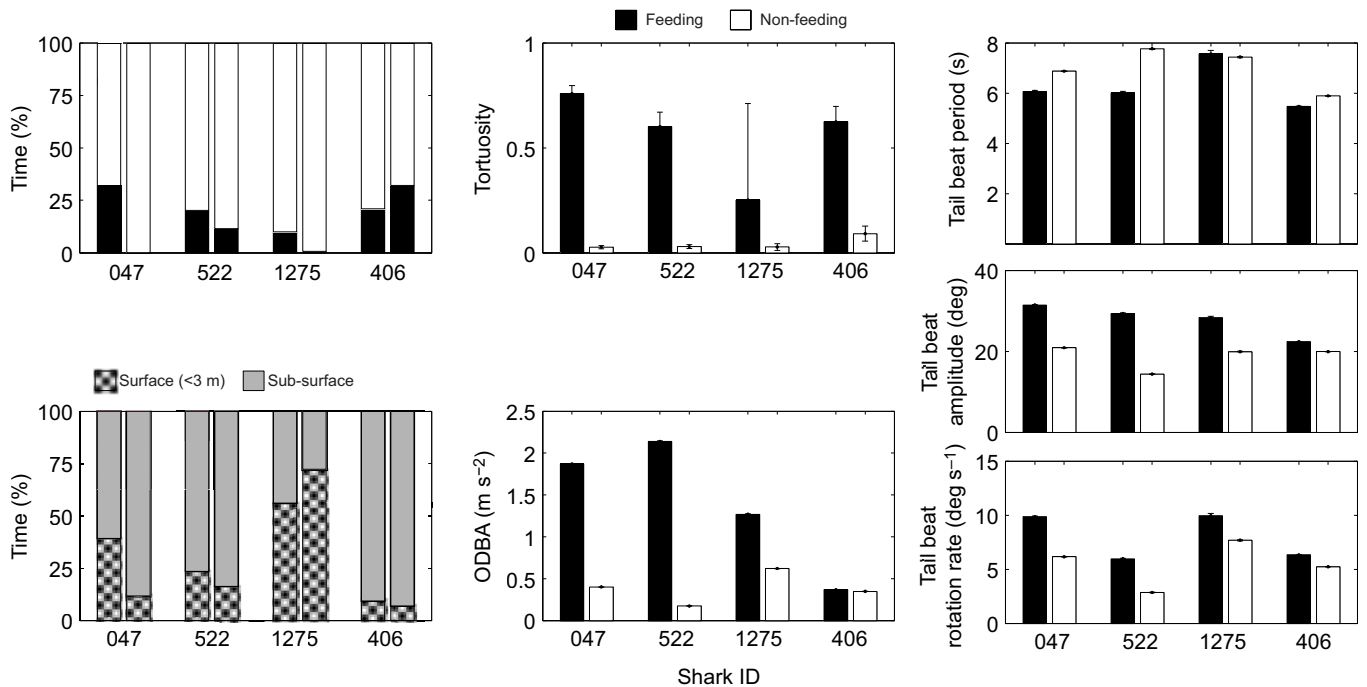 Feeding Non-feeding
Time (%)
100
75
50
25
0
047 522 1275 406
Tortuosity
1
0.5
0
047 522 1275 406
Tail beat period (s)
8
6
4
2
Tail beat
amplitude (deg)
40
20
0
Surface (<3 m) Sub-surface
Time (%)
100
75
50
25
0
047 522 1275 406
ODBA (m s⁻²)
2.5
2
1.5
1
0.5
0
047 522 1275 406
Tail beat
rotation rate (deg s⁻¹)
15
10
5
0
047 522 1275 406
Shark ID